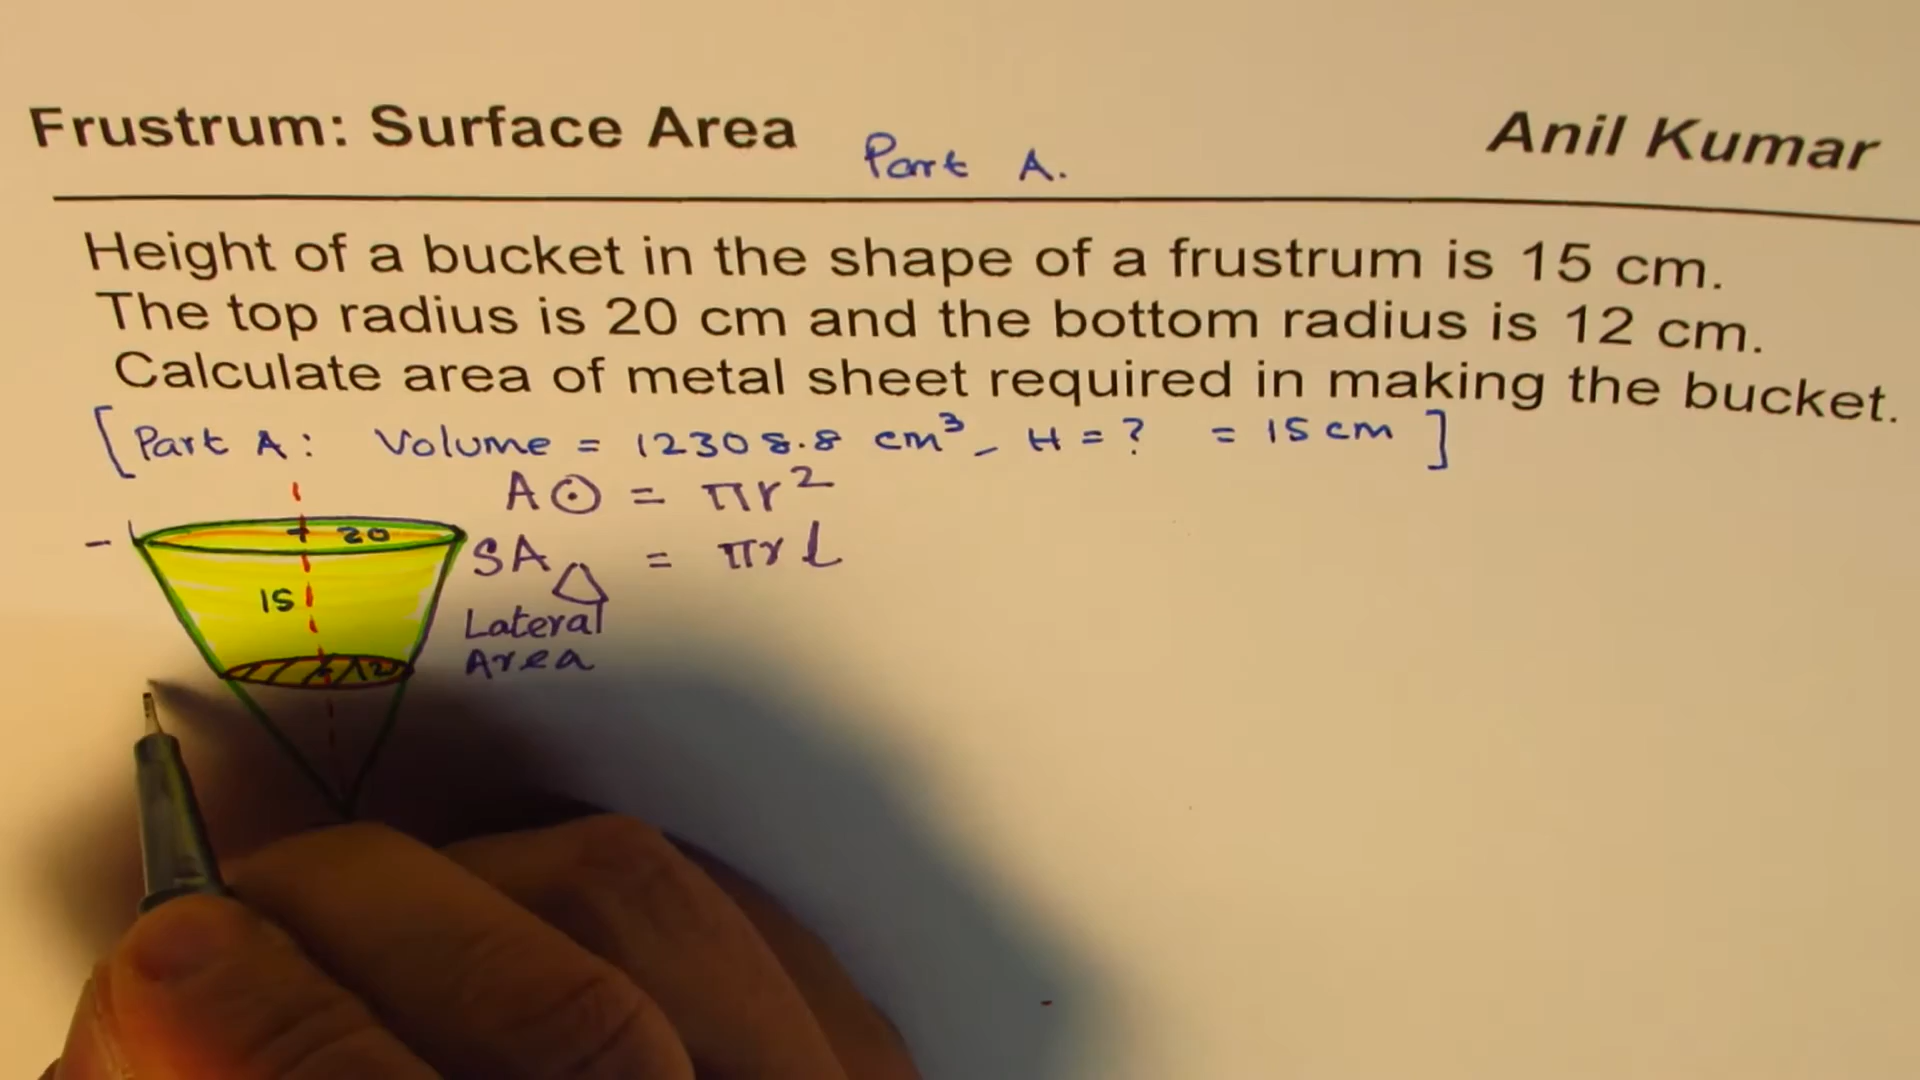 Frustrum: Surface Area Part A. Anil Kumar
Height of a bucket in the shape of a frustrum is 15 cm.
The top radius is 20 cm and the bottom radius is 12 cm.
Calculate area of metal sheet required in making the bucket.
[Part A: Volume = 12308.8 cm³ - H = ? = 15 cm]
A⊙ = πr²
20
SA△ = πrl
15
Lateral
Area
12